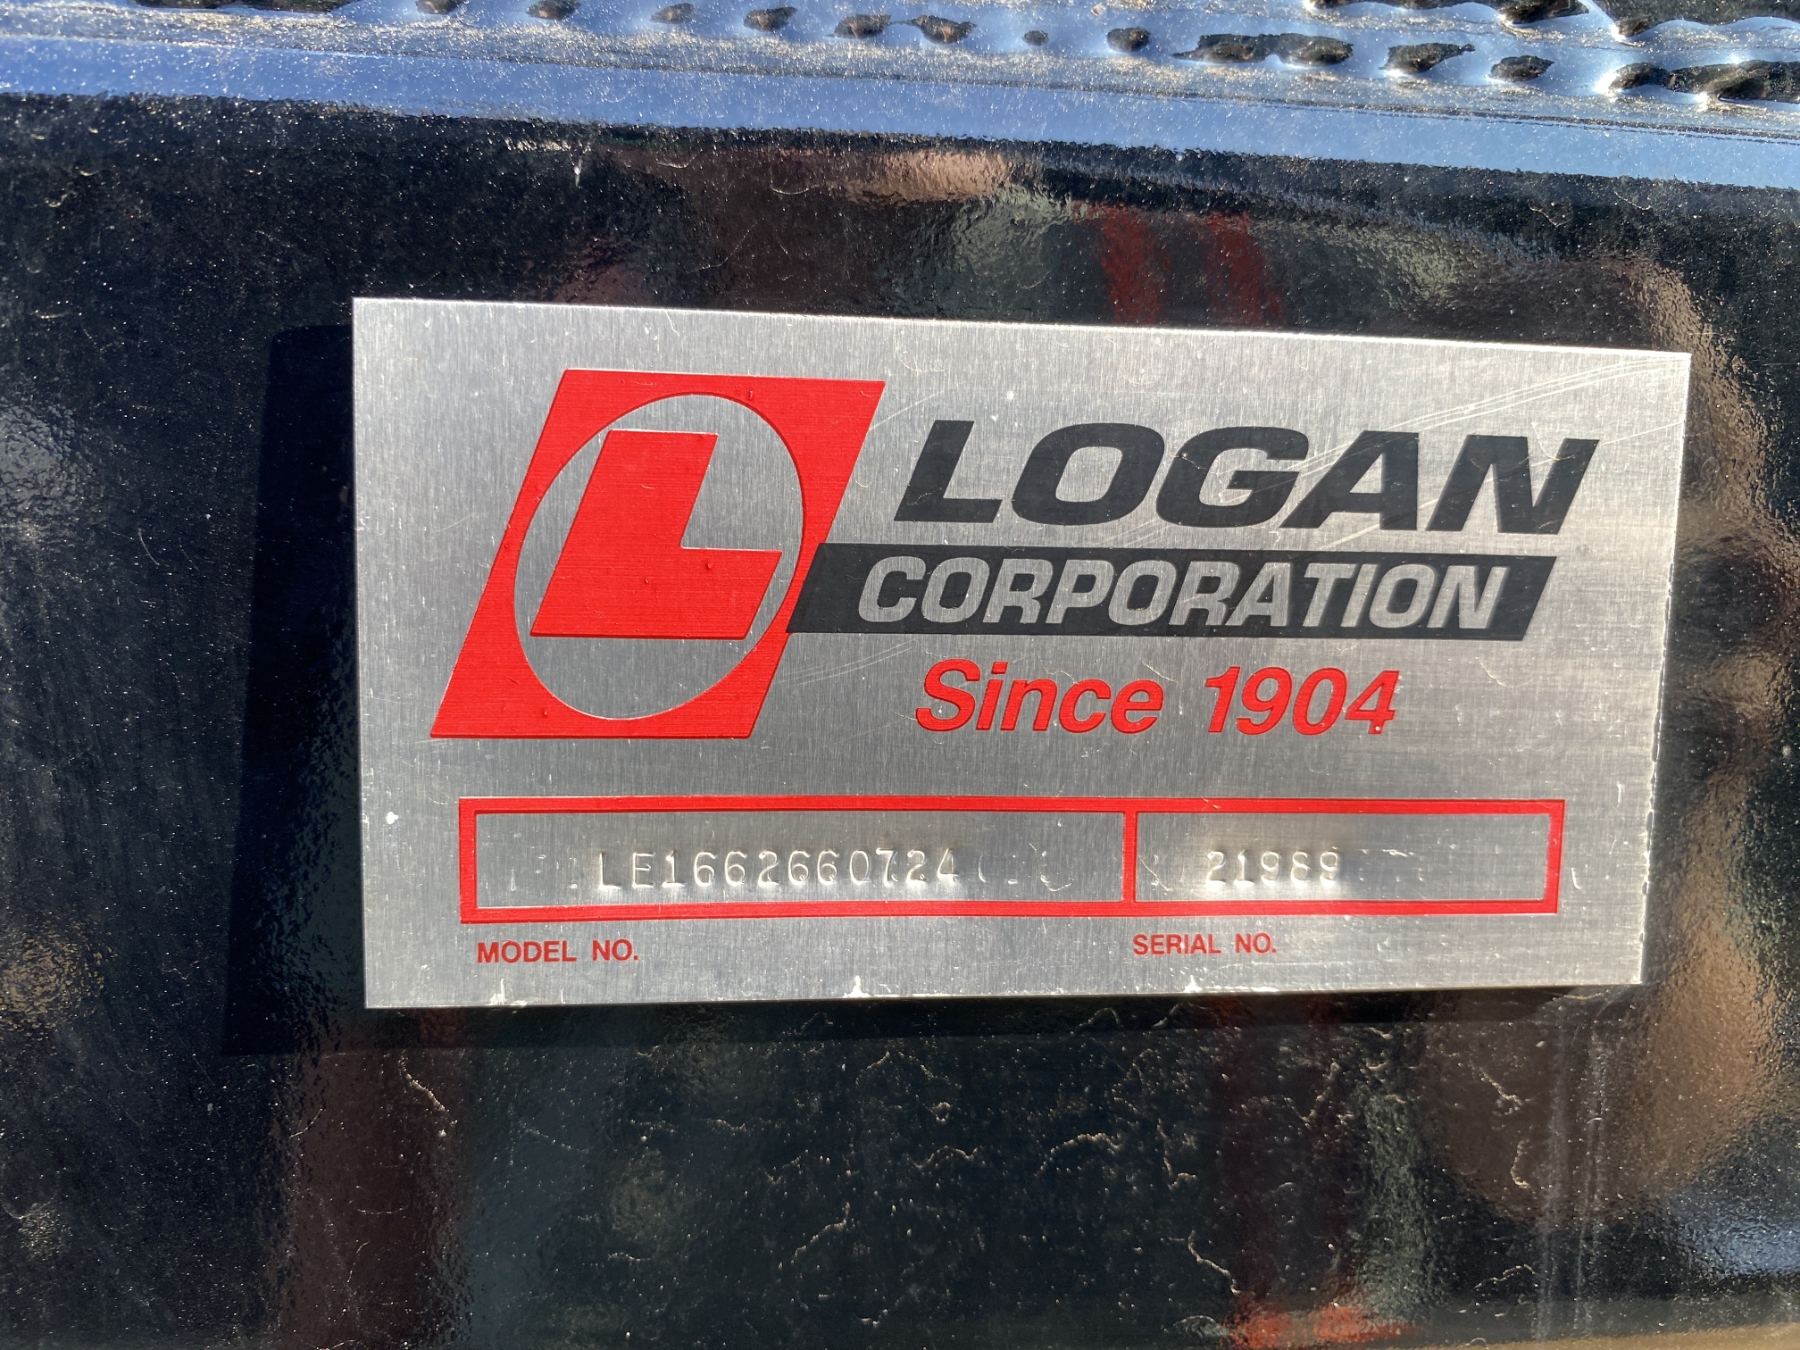 L
LOGAN
CORPORATION
Since 1904
LE1662660724 21989
MODEL NO. SERIAL NO.